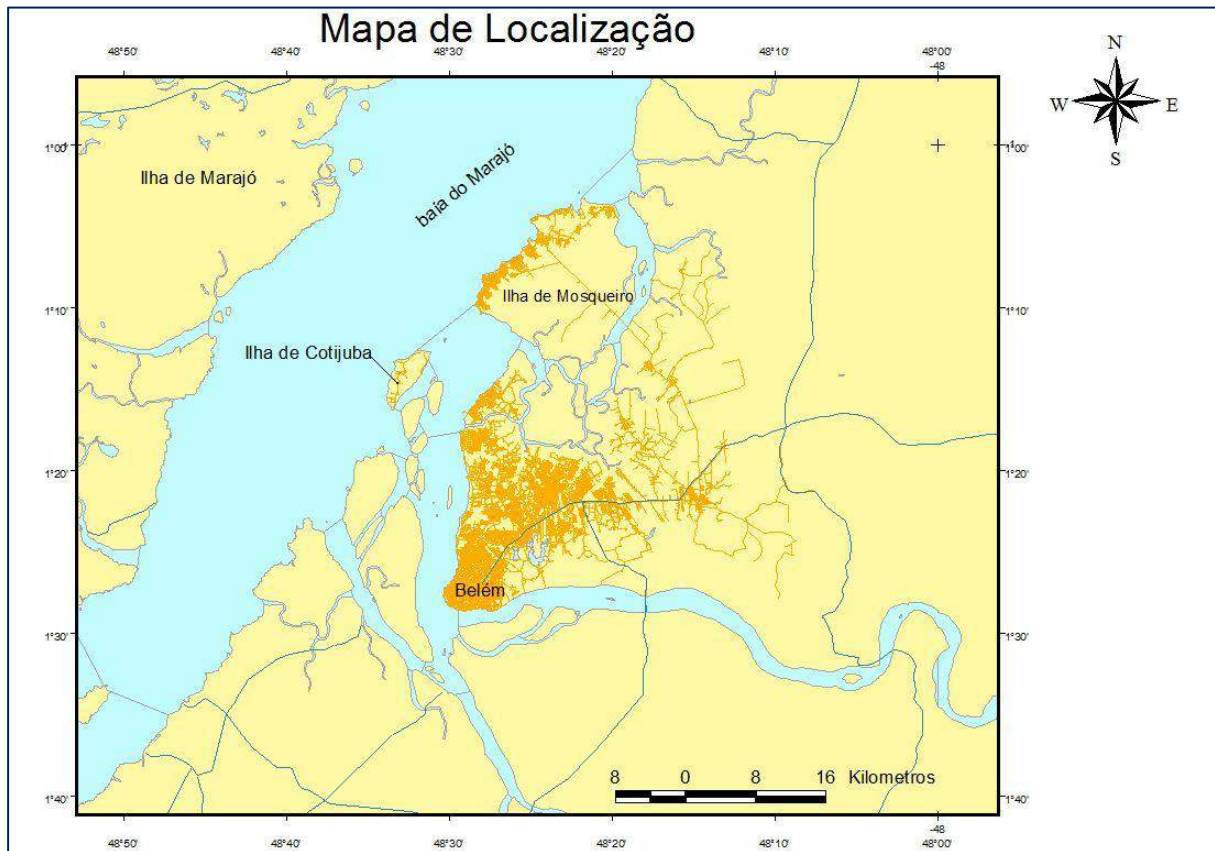 Mapa de Localização
48°50' 48°40' 48°30' 48°20' 48°10' 48°00'
-48
N
W E
S
1°00' 1°00'
Ilha de Marajó
baía do Marajó
Ilha de Mosqueiro
1°10' 1°10'
Ilha de Cotijuba
1°20' 1°20'
Belém
1°30' 1°30'
8 0 8 16 Kilometros
1°40' 1°40'
-48
48°50' 48°40' 48°30' 48°20' 48°10' 48°00'